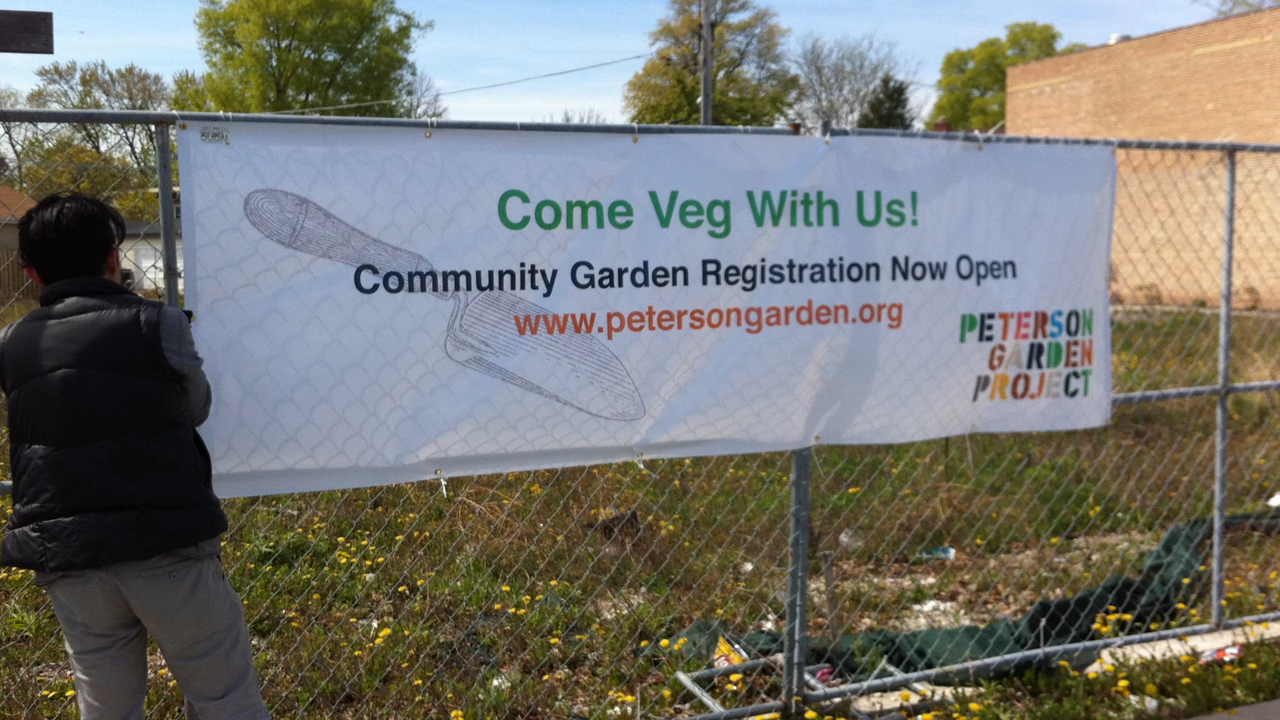 Come Veg With Us!
Community Garden Registration Now Open
www.petersongarden.org
PETERSON
GARDEN
PROJECT